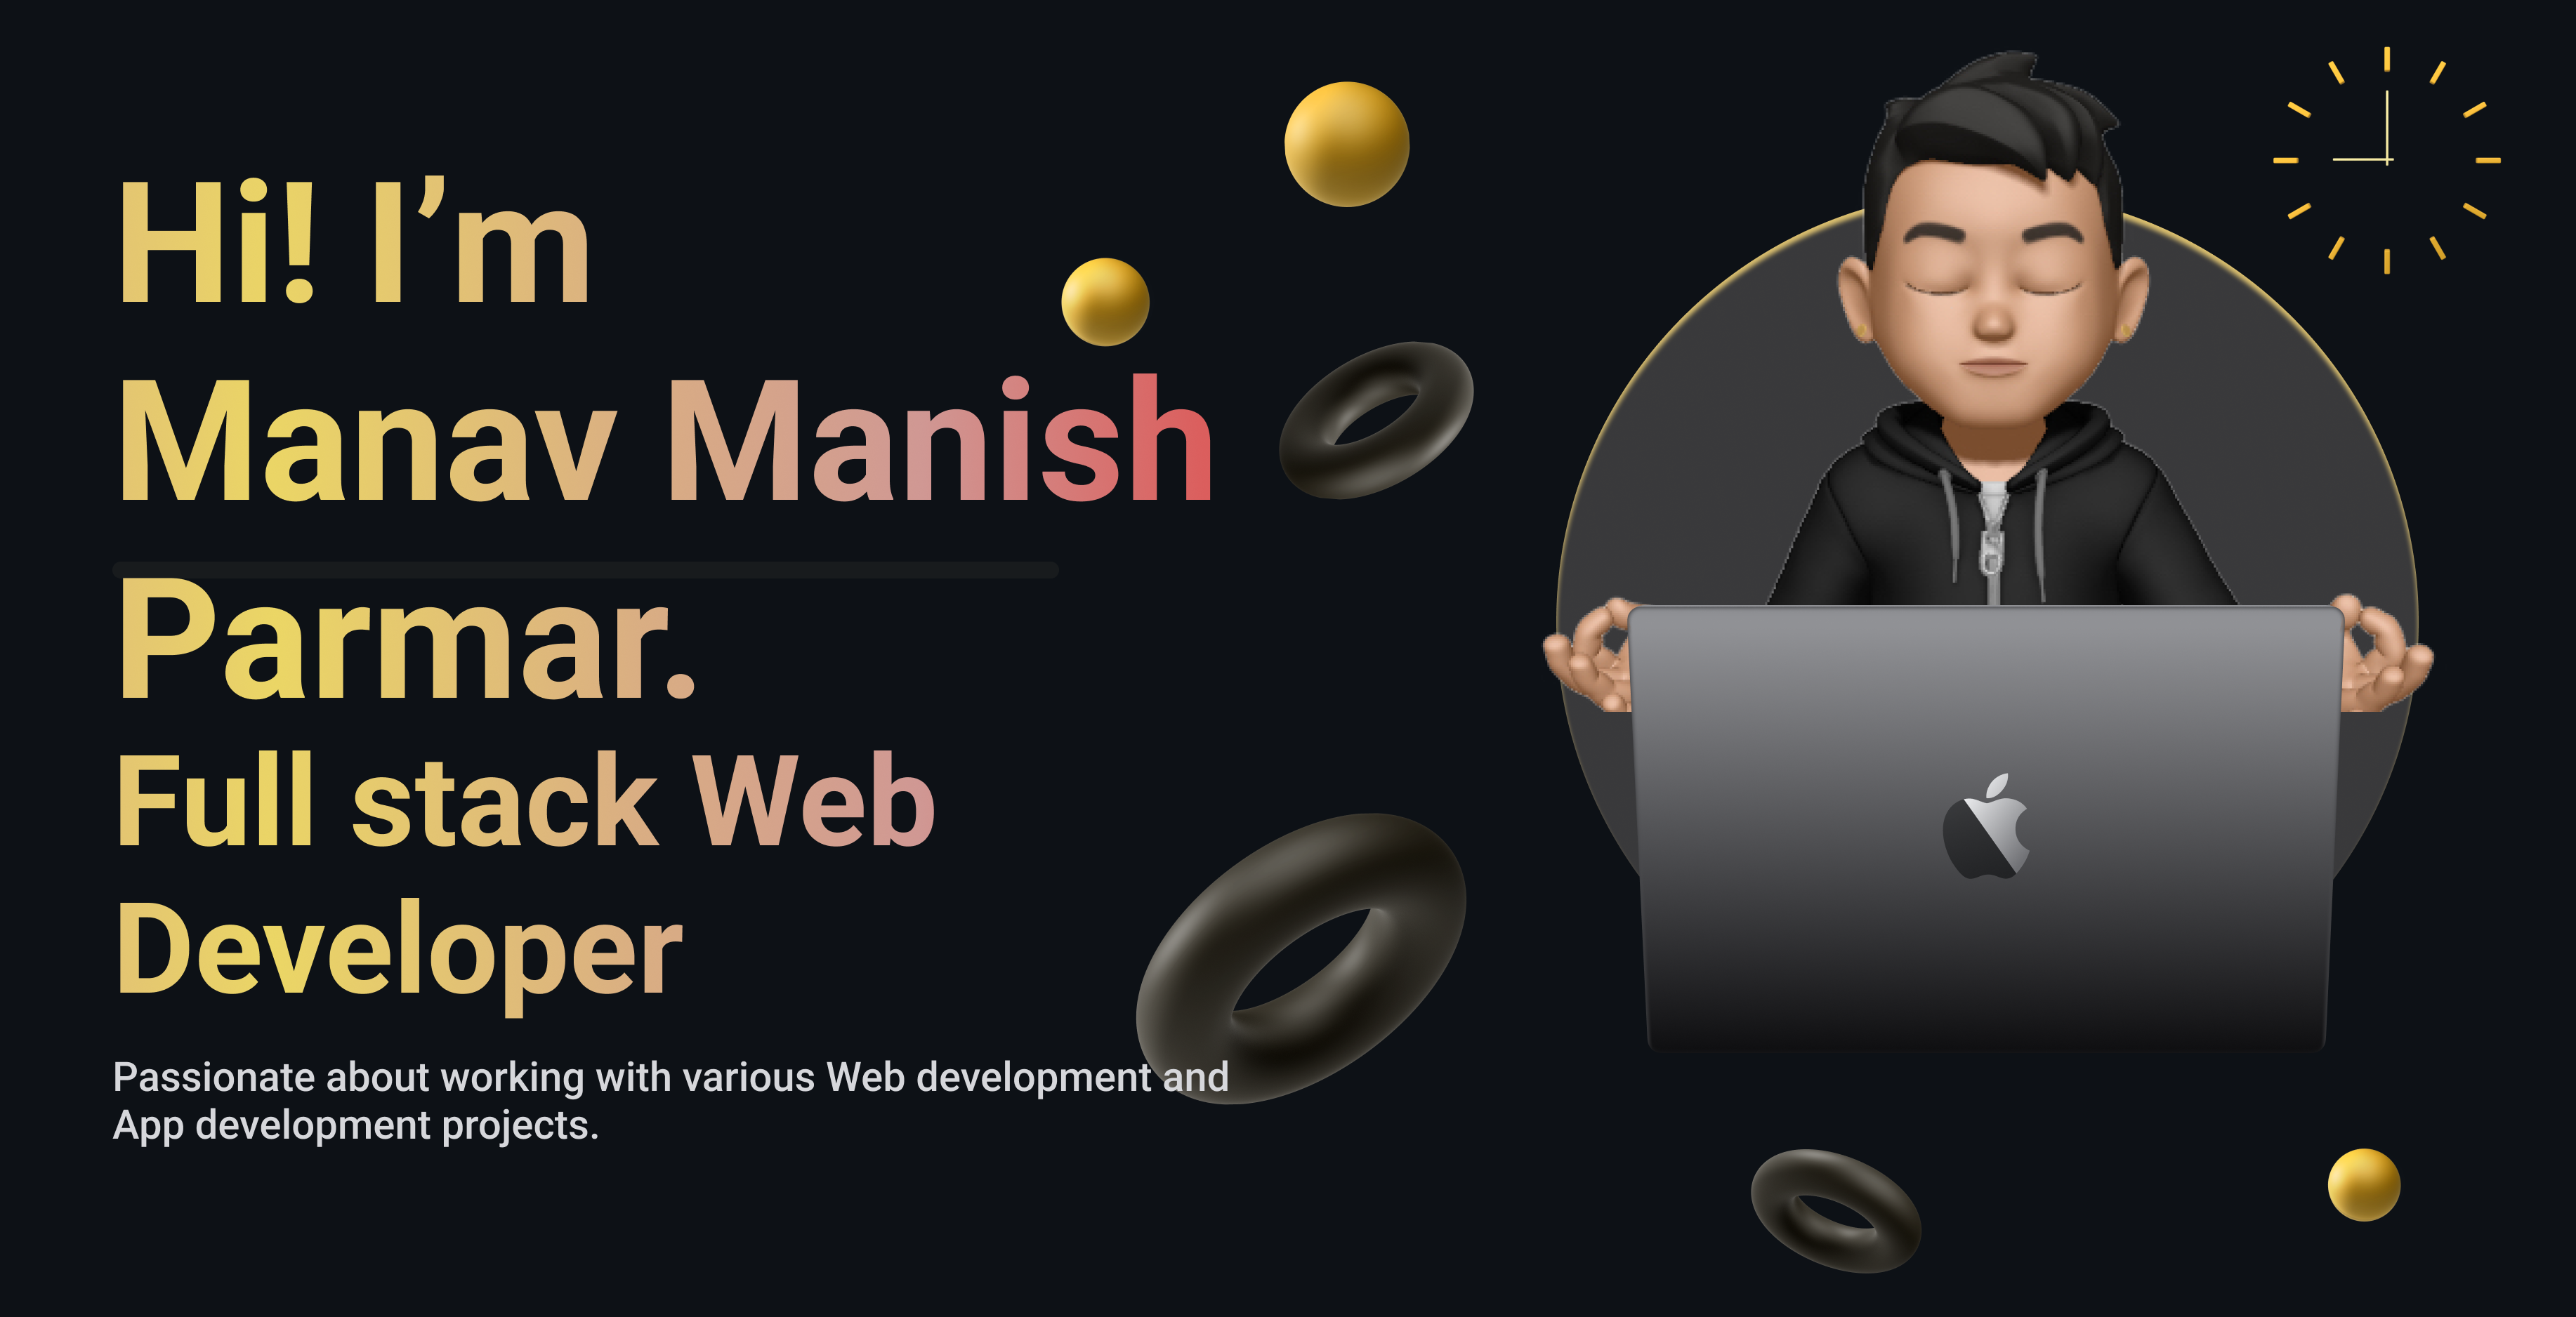 Hi! I’m
Manav Manish
Parmar.
Full stack Web
Developer
Passionate about working with various Web development and
App development projects.